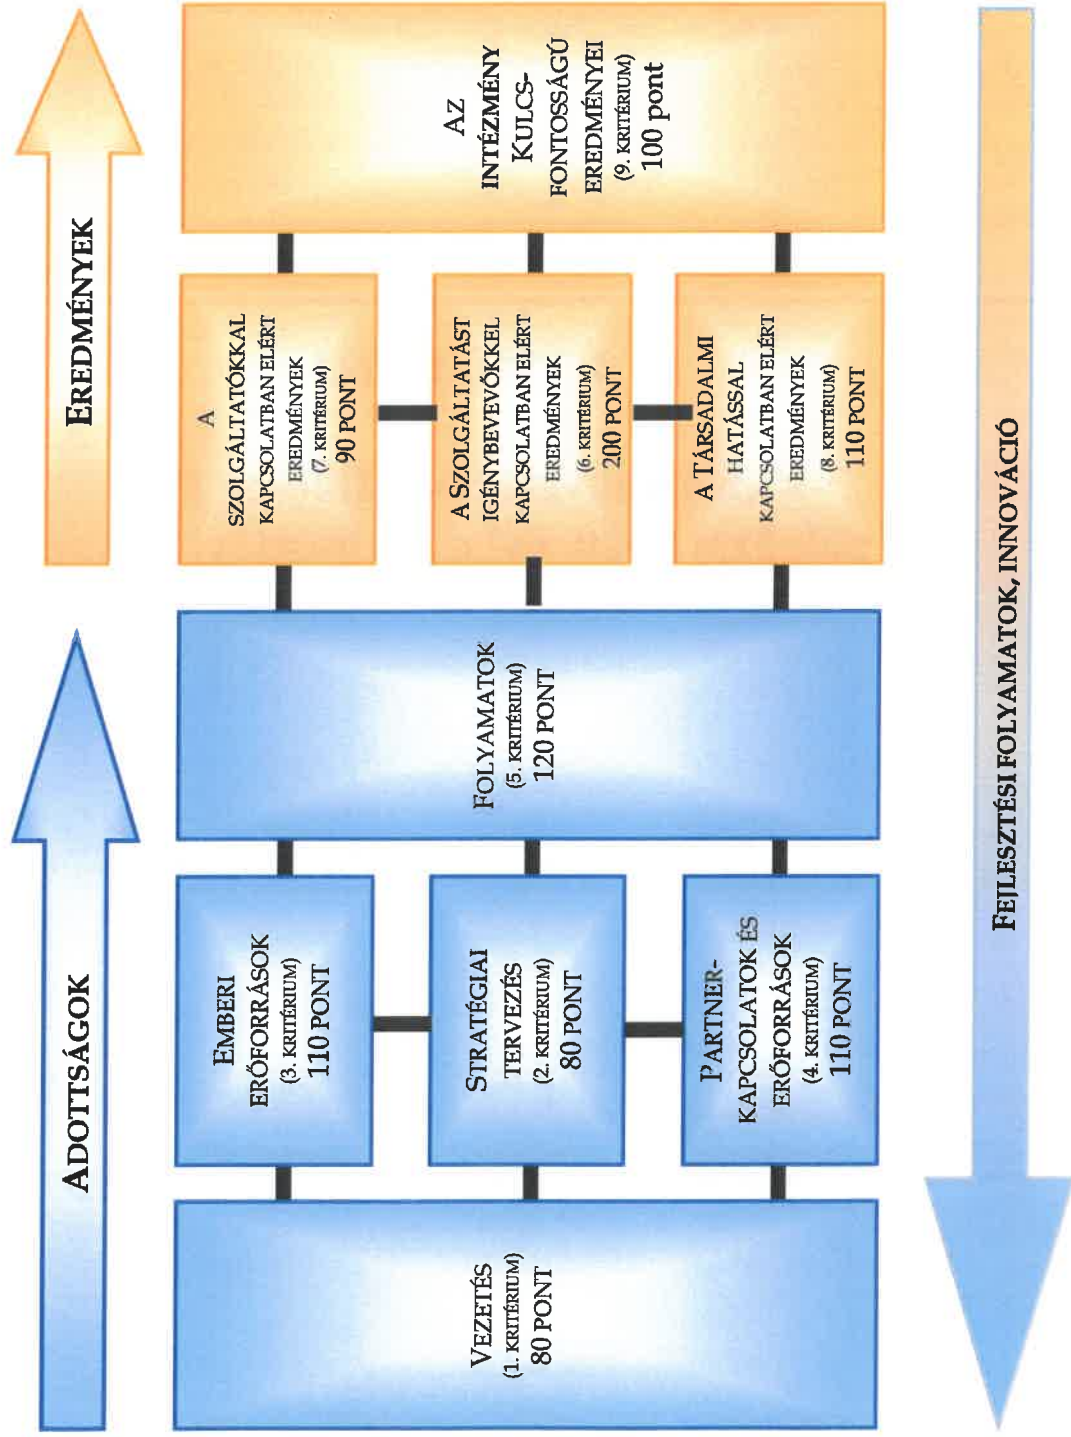 ADOTTSÁGOK
EREDMÉNYEK
VEZETÉS
(1. KRITÉRIUM)
80 PONT
EMBERI
ERŐFORRÁSOK
(3. KRITÉRIUM)
110 PONT
STRATÉGIAI
TERVEZÉS
(2. KRITÉRIUM)
80 PONT
PARTNER-
KAPCSOLATOK ÉS
ERŐFORRÁSOK
(4. KRITÉRIUM)
110 PONT
FOLYAMATOK
(5. KRITÉRIUM)
120 PONT
A
SZOLGÁLTATÓKKAL
KAPCSOLATBAN ELÉRT
EREDMÉNYEK
(7. KRITÉRIUM)
90 PONT
A SZOLGÁLTATÁST
IGÉNYBEVEVŐKKEL
KAPCSOLATBAN ELÉRT
EREDMÉNYEK
(6. KRITÉRIUM)
200 PONT
A TÁRSADALMI
HATÁSSAL
KAPCSOLATBAN ELÉRT
EREDMÉNYEK
(8. KRITÉRIUM)
110 PONT
AZ
INTÉZMÉNY
KULCS-
FONTOSSÁGÚ
EREDMÉNYEI
(9. KRITÉRIUM)
100 pont
FEJLESZTÉSI FOLYAMATOK, INNOVÁCIÓ